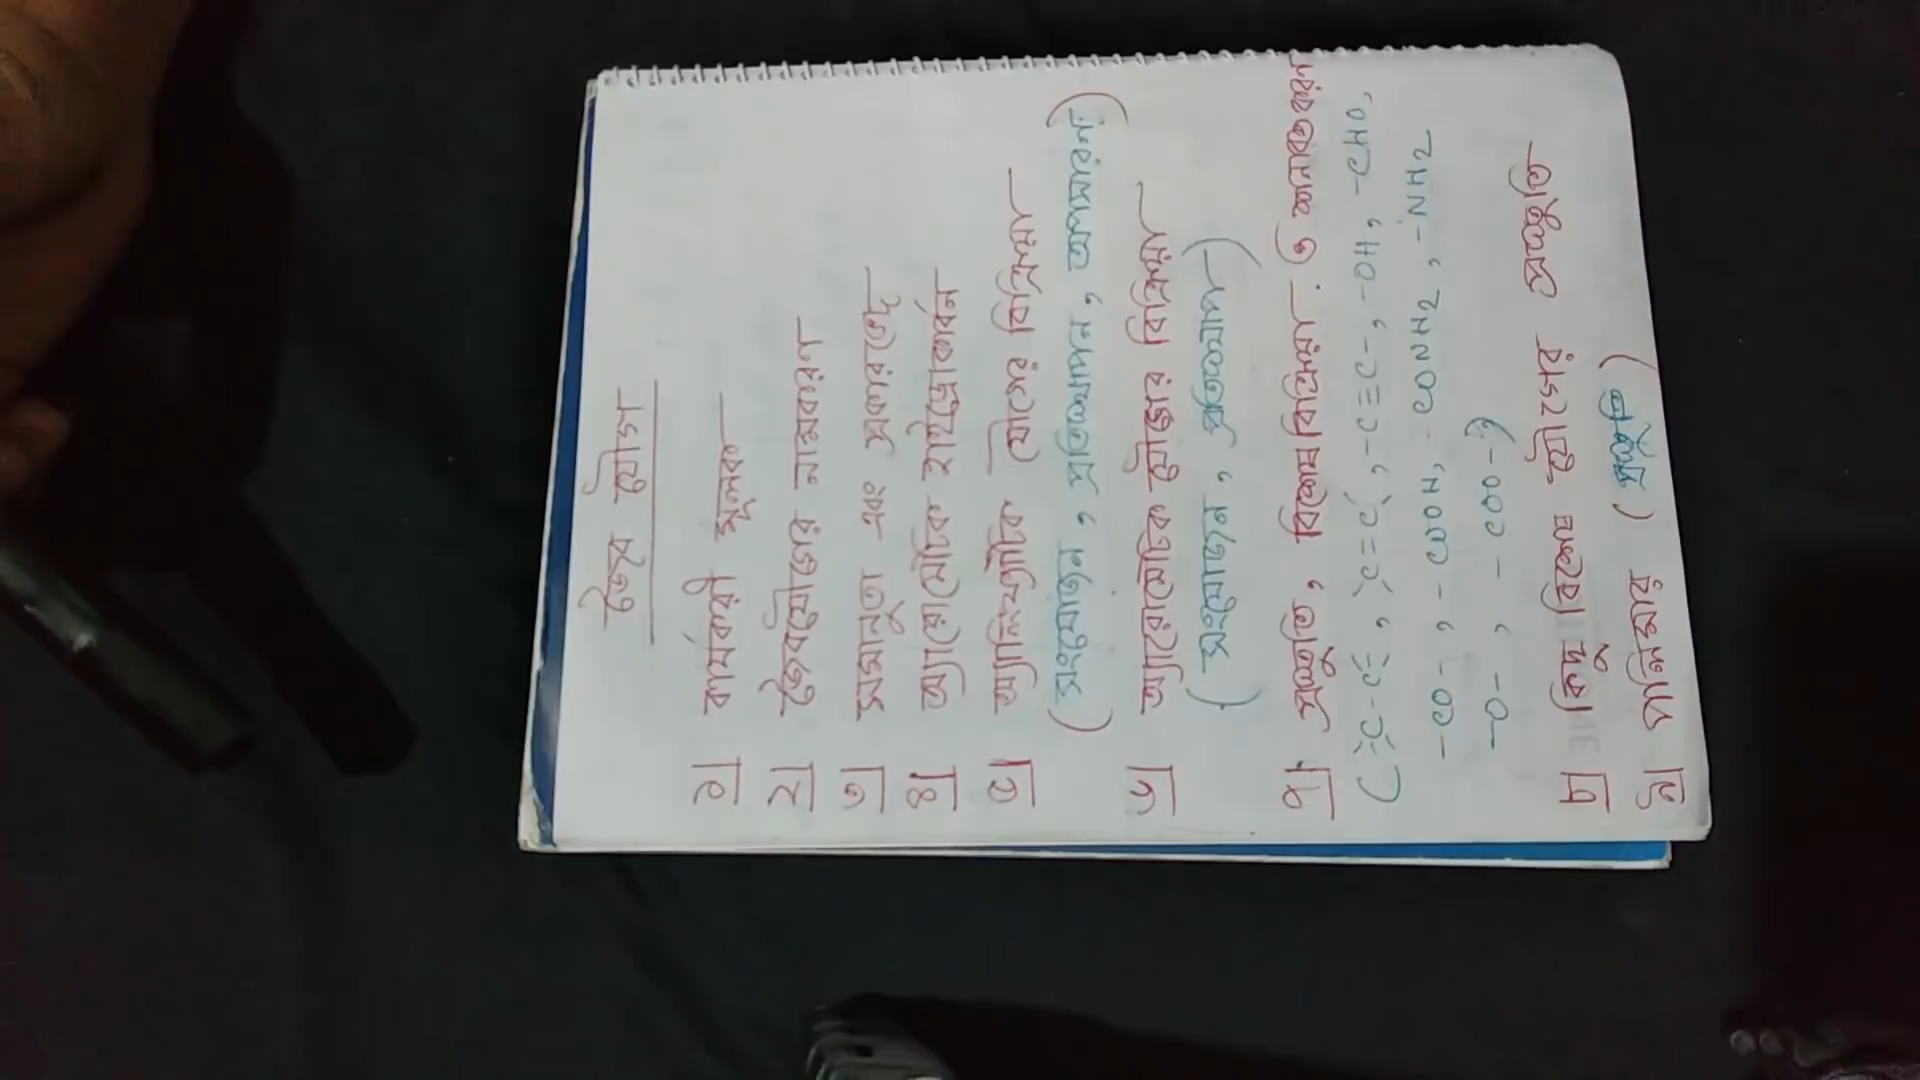 জৈব যৌগ
১| কার্যকরী মূলক
২| জৈবযৌগের নামকরণ
৩| সমানুতা এবং প্রকারভেদ
৪| অ্যারোমেটিক হাইড্রোকার্বন
৫| অ্যালিফ্যাটিক যৌগের বিক্রিয়া
(সংযোজন, প্রতিস্থাপন, অপসারণ)
৬| অ্যারোমেটিক যৌগের বিক্রিয়া
(সংযোজন, প্রতিস্থাপন)
৭| প্রস্তুতি, বিশেষ বিক্রিয়া ও শনাক্তকরণ
(-C-C-, >C=C<, -C≡C-, -OH, -CHO,
-CO-, -COOH, -CONH2, -NH2
-O-, -COO-)
৮| কিছু বিশেষ যৌগের প্রস্তুতি
৯| পলিমার (প্রস্তুতি)